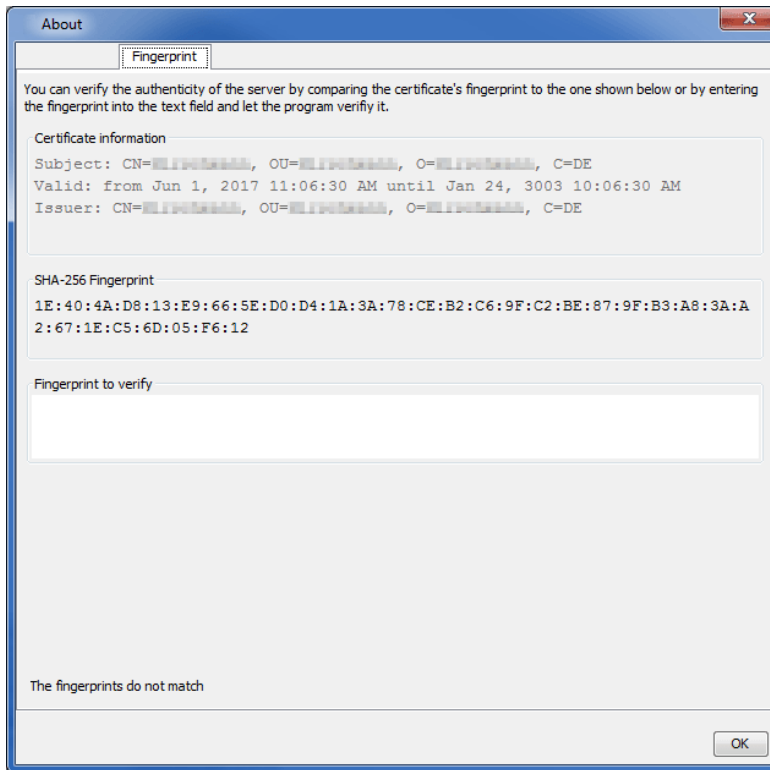 About
Fingerprint
You can verify the authenticity of the server by comparing the certificate's fingerprint to the one shown below or by entering
the fingerprint into the text field and let the program verifiy it.
Certificate information
Subject: CN=, OU=, O=, C=DE
Valid: from Jun 1, 2017 11:06:30 AM until Jan 24, 3003 10:06:30 AM
Issuer: CN=, OU=, O=, C=DE
SHA-256 Fingerprint
1E:40:4A:D8:13:E9:66:5E:D0:D4:1A:3A:78:CE:B2:C6:9F:C2:BE:87:9F:B3:A8:3A:A
2:67:1E:C5:6D:05:F6:12
Fingerprint to verify
The fingerprints do not match
OK